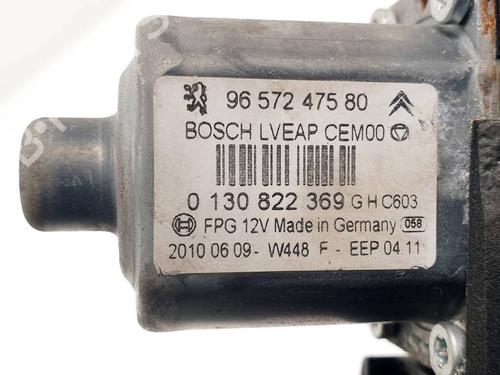 96 572 475 80
BOSCH LVEAP CEM00
0 130 822 369 G H C603
FPG 12V Made in Germany 058
2010 06 09- W448 F - EEP 04.11